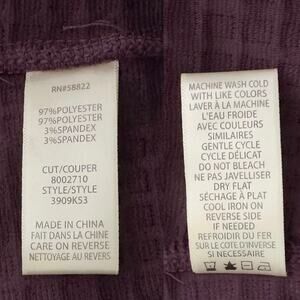 RN#58822
97%POLYESTER
97%POLYESTER
3%SPANDEX
3%SPANDEX
CUT/COUPER
8002710
STYLE/STYLE
3909K53
MADE IN CHINA
FAIT A LA CHINE
CARE ON REVERSE
NETTOYAGE AU REVERS
MACHINE WASH COLD
WITH LIKE COLORS
LAVER À LA MACHINE
L'EAU FROIDE
AVEC COULEURS
SIMILAIRES
GENTLE CYCLE
CYCLE DÉLICAT
DO NOT BLEACH
NE PAS JAVELLISER
DRY FLAT
SÉCHAGE À PLAT
COOL IRON ON
REVERSE SIDE
IF NEEDED
REFROIDIR DU FER
SUR LE COTE D'INVERSE
SI NECESSAIRE